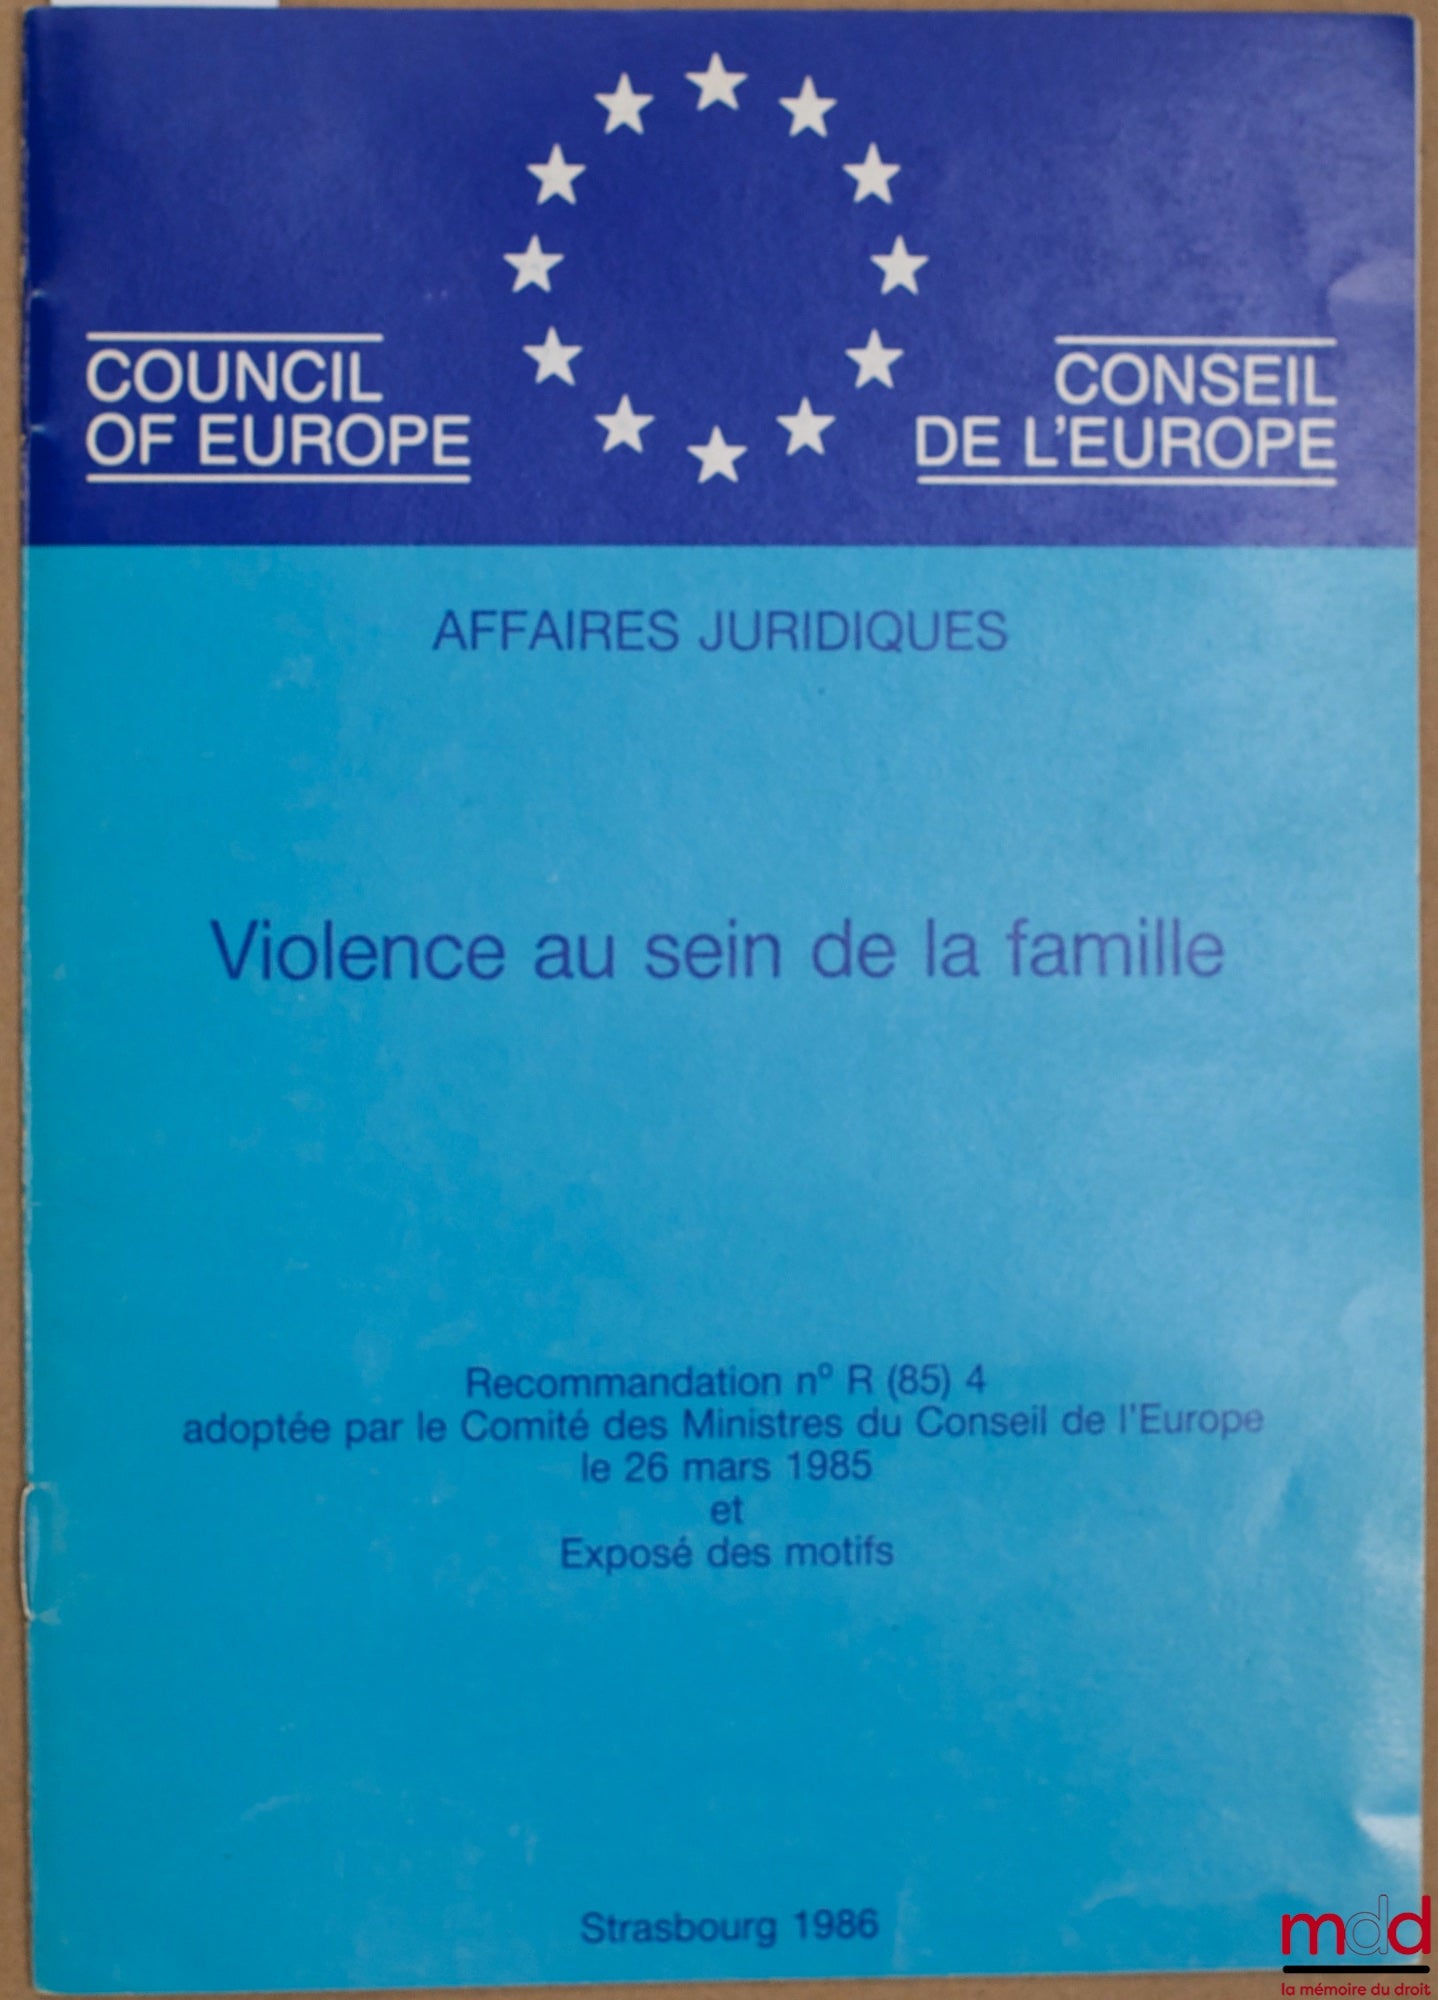 COUNCIL
OF EUROPE
CONSEIL
DE L'EUROPE
AFFAIRES JURIDIQUES
Violence au sein de la famille
Recommandation nº R (85) 4
adoptée par le Comité des Ministres du Conseil de l'Europe
le 26 mars 1985
et
Exposé des motifs
Strasbourg 1986
mdd
la mémoire du droit